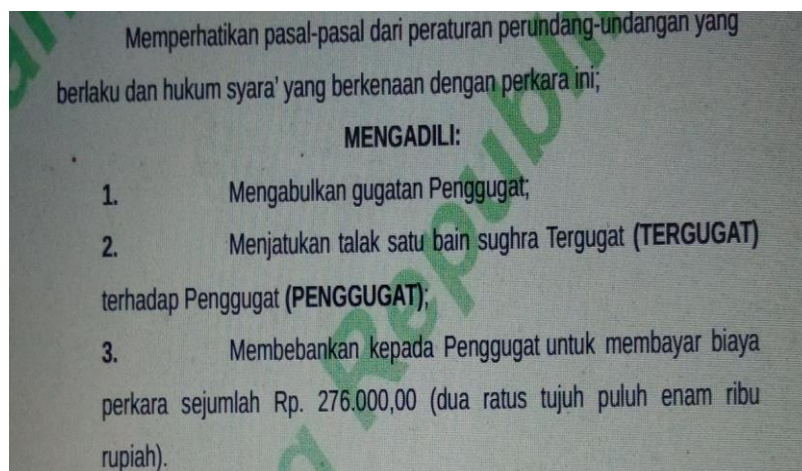 Memperhatikan pasal-pasal dari peraturan perundang-undangan yang
berlaku dan hukum syara' yang berkenaan dengan perkara ini;
MENGADILI:
1. Mengabulkan gugatan Penggugat;
2. Menjatukan talak satu bain sughra Tergugat (TERGUGAT)
terhadap Penggugat (PENGGUGAT);
3. Membebankan kepada Penggugat untuk membayar biaya
perkara sejumlah Rp. 276.000,00 (dua ratus tujuh puluh enam ribu
rupiah).
Republi